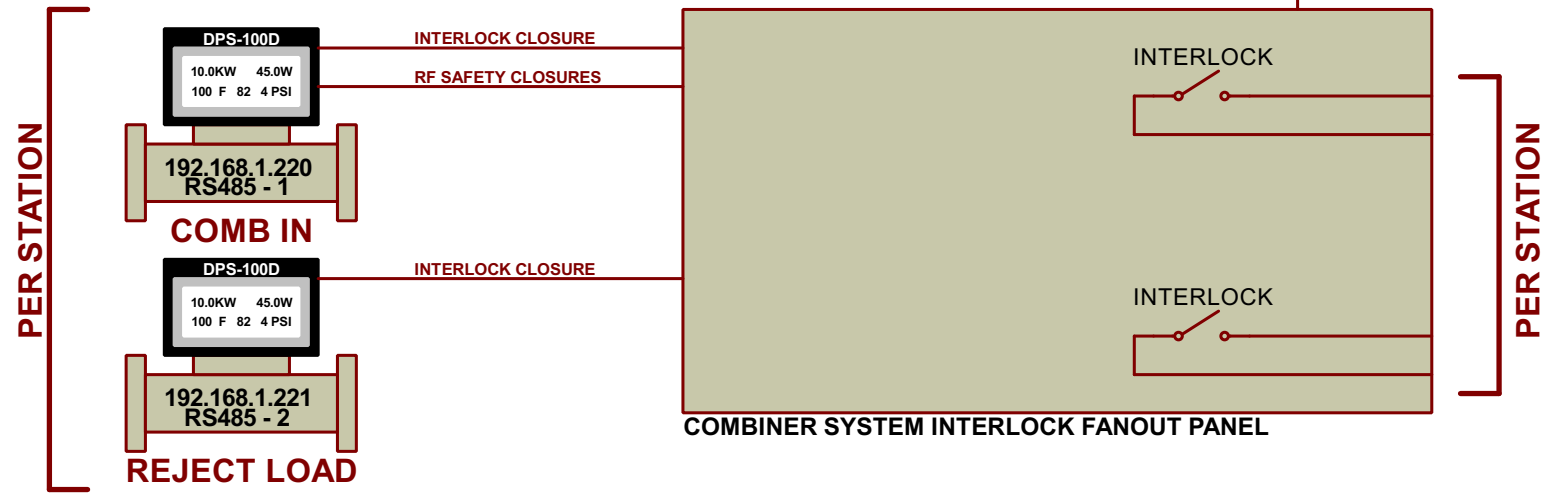 PER STATION
DPS-100D
10.0KW 45.0W
100 F 82 4 PSI
192.168.1.220
RS485 - 1
COMB IN
INTERLOCK CLOSURE
RF SAFETY CLOSURES
DPS-100D
10.0KW 45.0W
100 F 82 4 PSI
192.168.1.221
RS485 - 2
REJECT LOAD
INTERLOCK CLOSURE
INTERLOCK
INTERLOCK
COMBINER SYSTEM INTERLOCK FANOUT PANEL
PER STATION